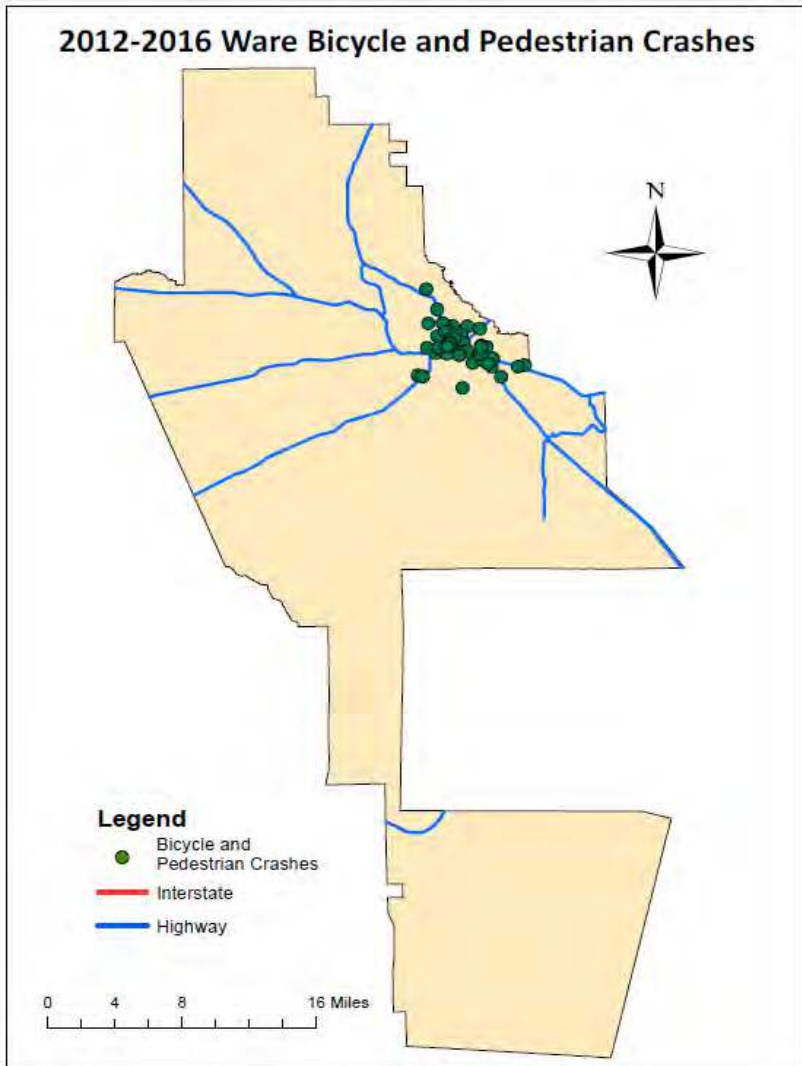 2012-2016 Ware Bicycle and Pedestrian Crashes
N
Legend
Bicycle and
Pedestrian Crashes
Interstate
Highway
0 4 8 16 Miles